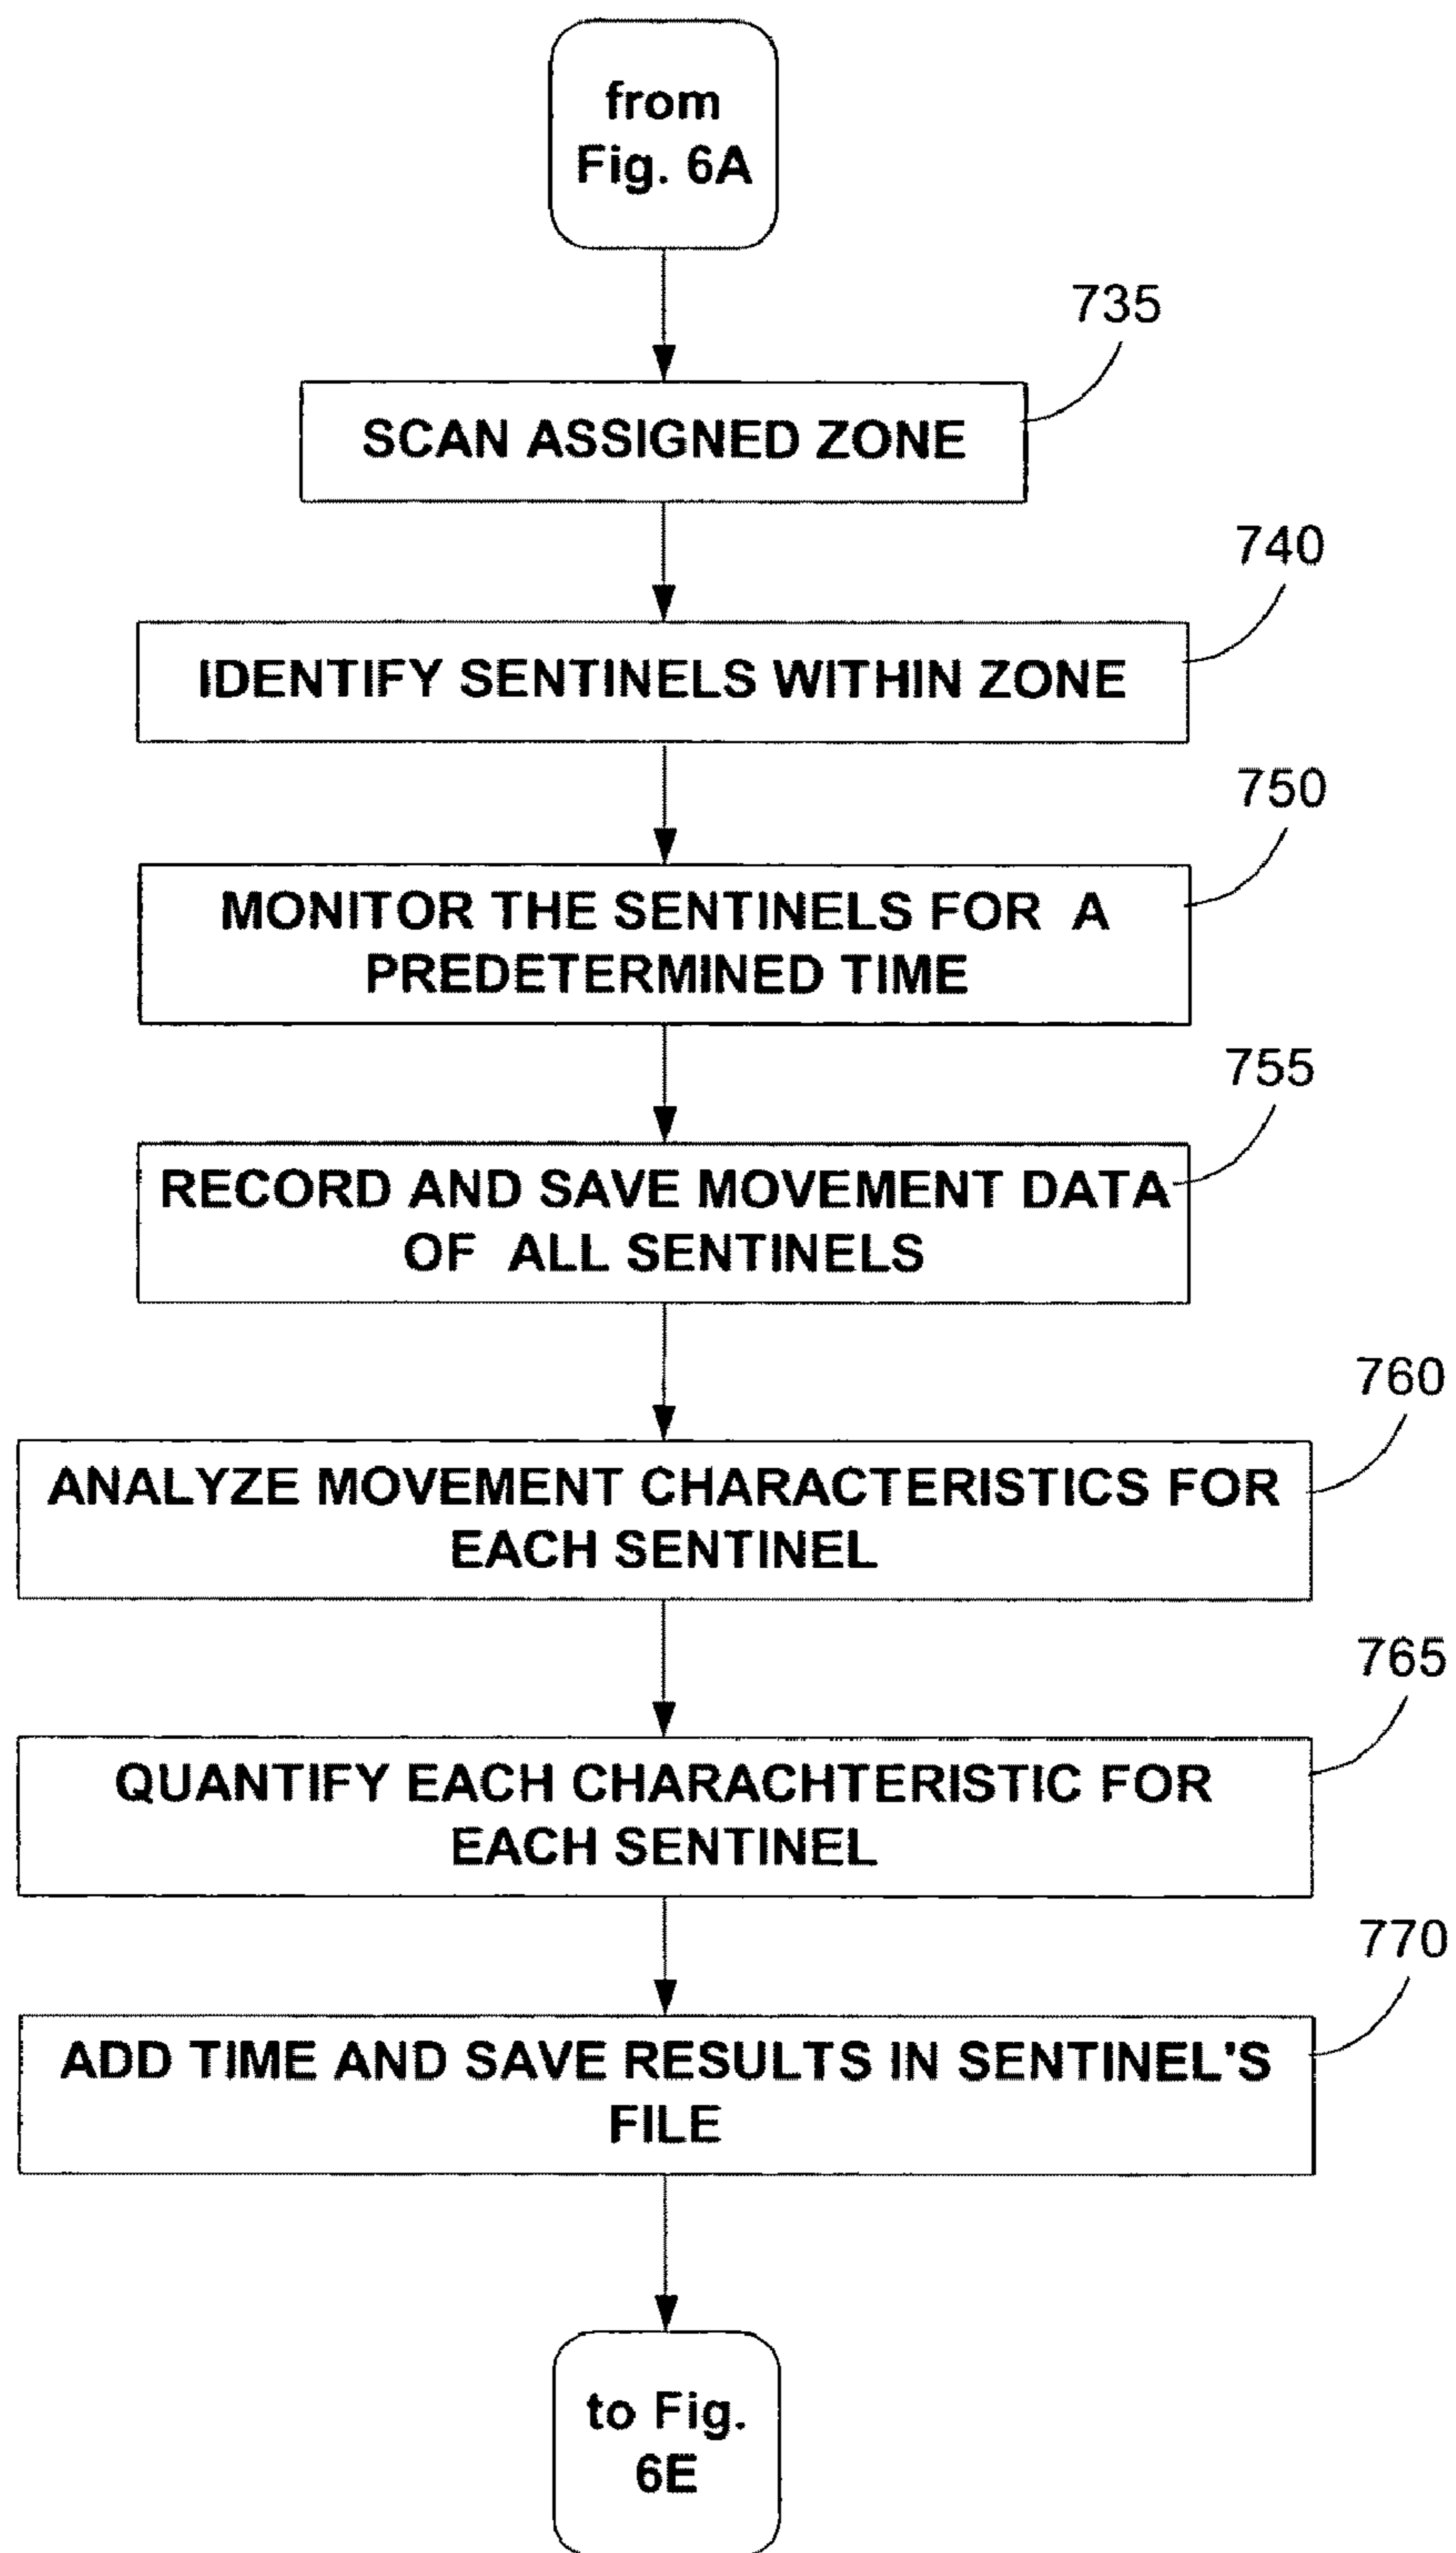 from
Fig. 6A
735
SCAN ASSIGNED ZONE
740
IDENTIFY SENTINELS WITHIN ZONE
750
MONITOR THE SENTINELS FOR A
PREDETERMINED TIME
755
RECORD AND SAVE MOVEMENT DATA
OF ALL SENTINELS
760
ANALYZE MOVEMENT CHARACTERISTICS FOR
EACH SENTINEL
765
QUANTIFY EACH CHARACHTERISTIC FOR
EACH SENTINEL
770
ADD TIME AND SAVE RESULTS IN SENTINEL'S
FILE
to Fig.
6E